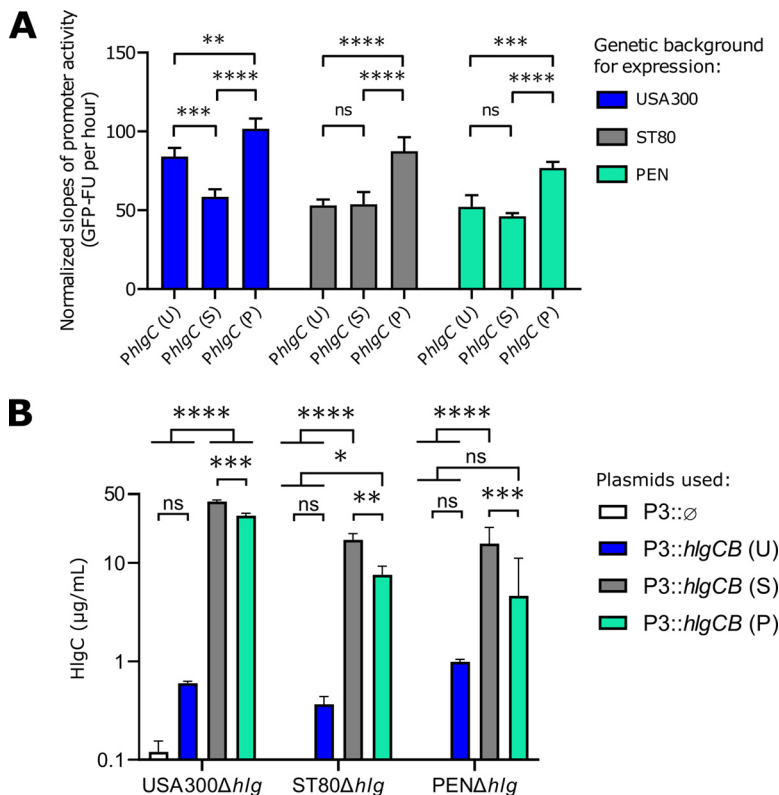 A
Normalized slopes of promoter activity
(GFP-FU per hour)
150
100
50
0
**
***
****
****
ns
****
***
ns
****
PhlgC (U)
PhlgC (S)
PhlgC (P)
PhlgC (U)
PhlgC (S)
PhlgC (P)
PhlgC (U)
PhlgC (S)
PhlgC (P)
Genetic background
for expression:
USA300
ST80
PEN
B
HlgC (µg/mL)
50
10
1
0.1
****
***
ns
****
*
ns
**
****
ns
ns
***
USA300Δhlg
ST80Δhlg
PENΔhlg
Plasmids used:
P3::∅
P3::hlgCB (U)
P3::hlgCB (S)
P3::hlgCB (P)